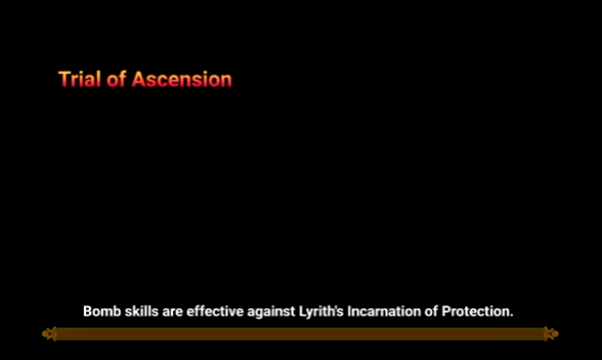 Trial of Ascension
Bomb skills are effective against Lyrith's Incarnation of Protection.